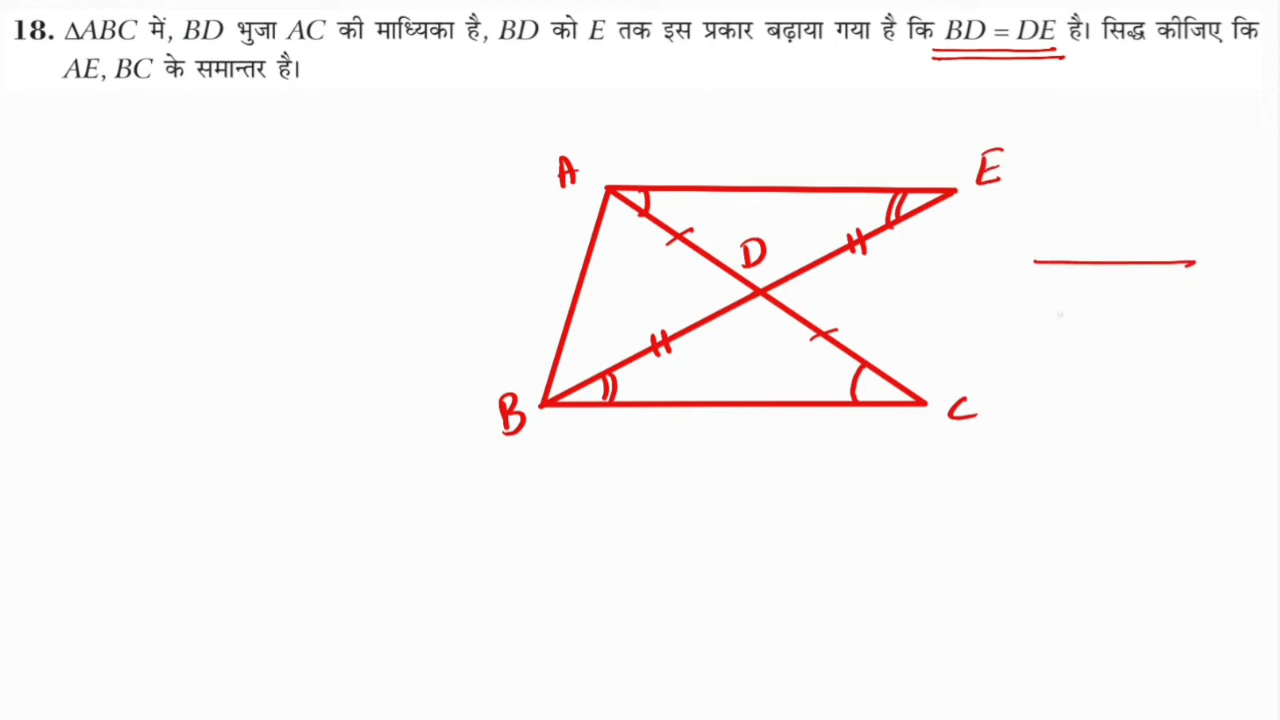 18. ΔABC में, BD भुजा AC की माध्यिका है, BD को E तक इस प्रकार बढ़ाया गया है कि BD = DE है। सिद्ध कीजिए कि
AE, BC के समान्तर है।
A
E
D
B
C